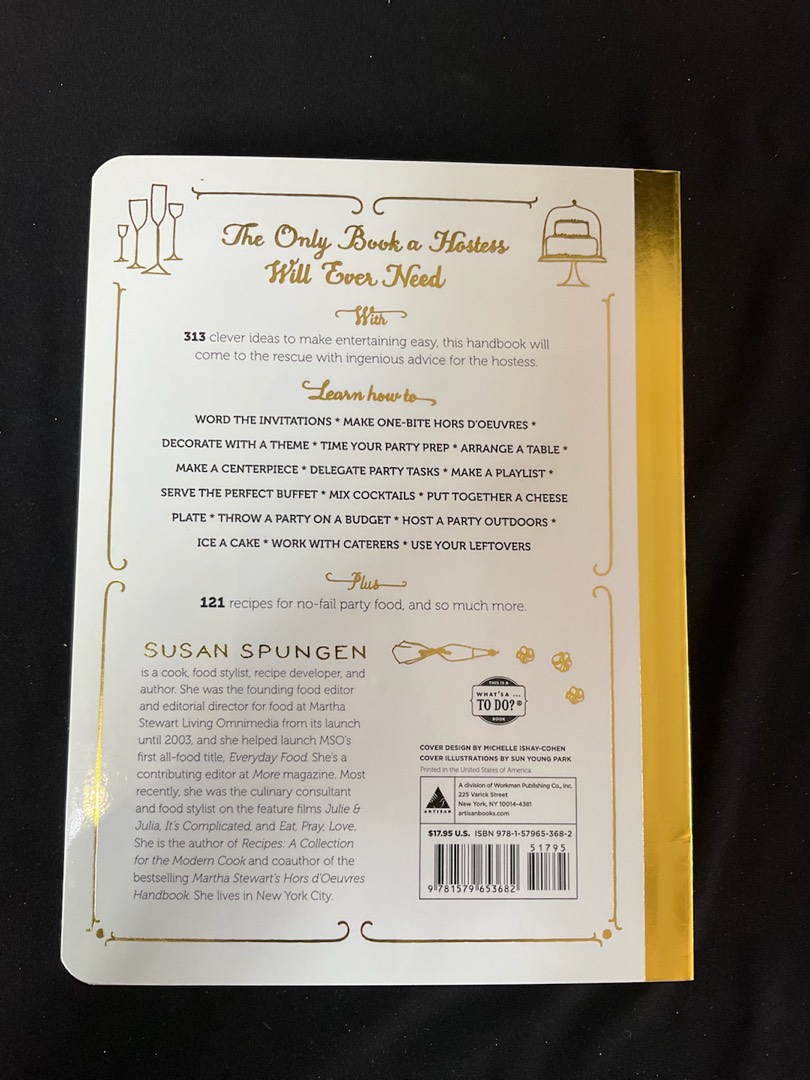 The Only Book a Hostess
Will Ever Need
With
313 clever ideas to make entertaining easy, this handbook will
come to the rescue with ingenious advice for the hostess.
Learn how to
WORD THE INVITATIONS * MAKE ONE-BITE HORS D'OEUVRES *
DECORATE WITH A THEME * TIME YOUR PARTY PREP * ARRANGE A TABLE *
MAKE A CENTERPIECE * DELEGATE PARTY TASKS * MAKE A PLAYLIST *
SERVE THE PERFECT BUFFET * MIX COCKTAILS * PUT TOGETHER A CHEESE
PLATE * THROW A PARTY ON A BUDGET * HOST A PARTY OUTDOORS *
ICE A CAKE * WORK WITH CATERERS * USE YOUR LEFTOVERS
Plus
121 recipes for no-fail party food, and so much more.
SUSAN SPUNGEN
is a cook, food stylist, recipe developer, and
author. She was the founding food editor
and editorial director for food at Martha
Stewart Living Omnimedia from its launch
until 2003, and she helped launch MSO's
first all-food title, Everyday Food. She's a
contributing editor at More magazine. Most
recently, she was the culinary consultant
and food stylist on the feature films Julie &
Julia, It's Complicated, and Eat, Pray, Love.
She is the author of Recipes: A Collection
for the Modern Cook and coauthor of the
bestselling Martha Stewart's Hors d'Oeuvres
Handbook. She lives in New York City.
THIS IS A
WHAT'S A ...
TO DO?®
BOOK
COVER DESIGN BY MICHELLE ISHAY-COHEN
COVER ILLUSTRATIONS BY SUN YOUNG PARK
Printed in the United States of America
ARTISAN
A division of Workman Publishing Co., Inc.
225 Varick Street
New York, NY 10014-4381
artisanbooks.com
$17.95 U.S. ISBN 978-1-57965-368-2
51795
9 781579 653682